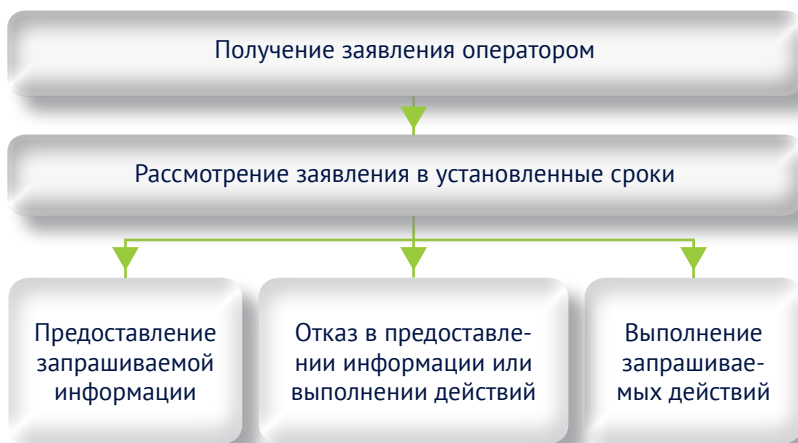 Получение заявления оператором
Рассмотрение заявления в установленные сроки
Предоставление
запрашиваемой
информации
Отказ в предоставле-
нии информации или
выполнении действий
Выполнение
запрашивае-
мых действий